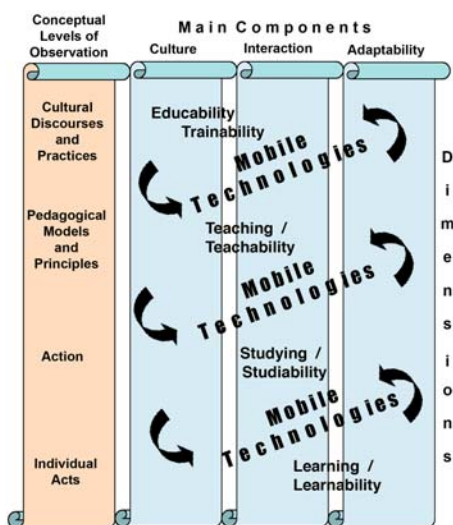 Conceptual
Levels of
Observation
Main Components
Culture
Interaction
Adaptability
Cultural
Discourses
and
Practices
Educability
Trainability
Mobile
Technologies
Pedagogical
Models
and
Principles
Teaching /
Teachability
Mobile
Technologies
Action
Studying /
Studiability
Mobile
Technologies
Individual
Acts
Learning /
Learnability
Dimensions